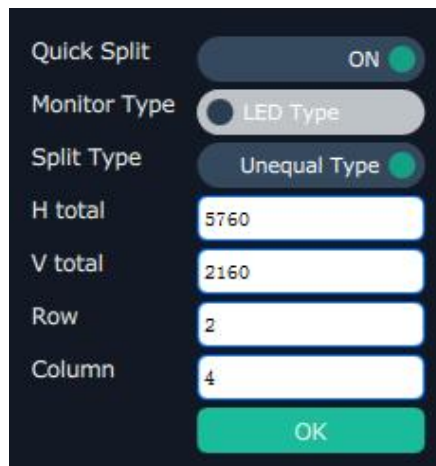 Quick Split ON
Monitor Type LED Type
Split Type Unequal Type
H total 5760
V total 2160
Row 2
Column 4
OK